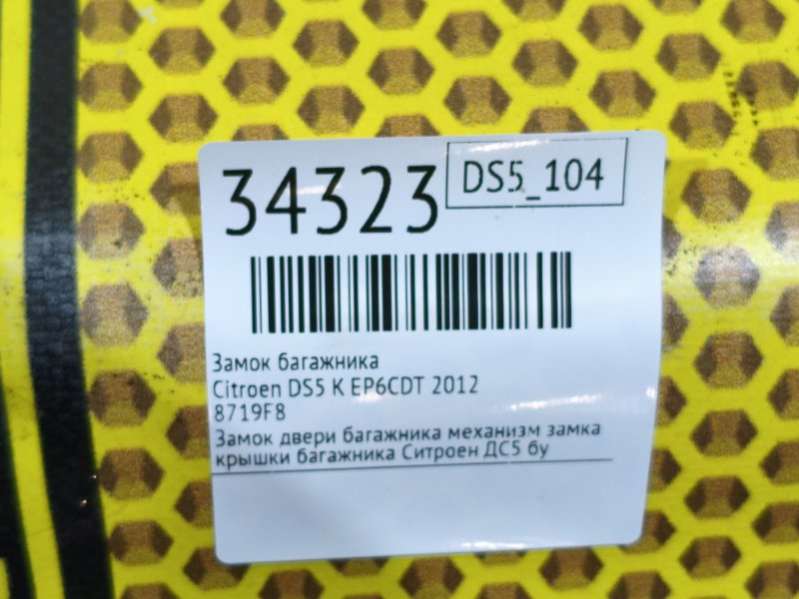 34323
DS5_104
Замок багажника
Citroen DS5 K EP6CDT 2012
8719F8
Замок двери багажника механизм замка
крышки багажника Ситроен ДС5 бу